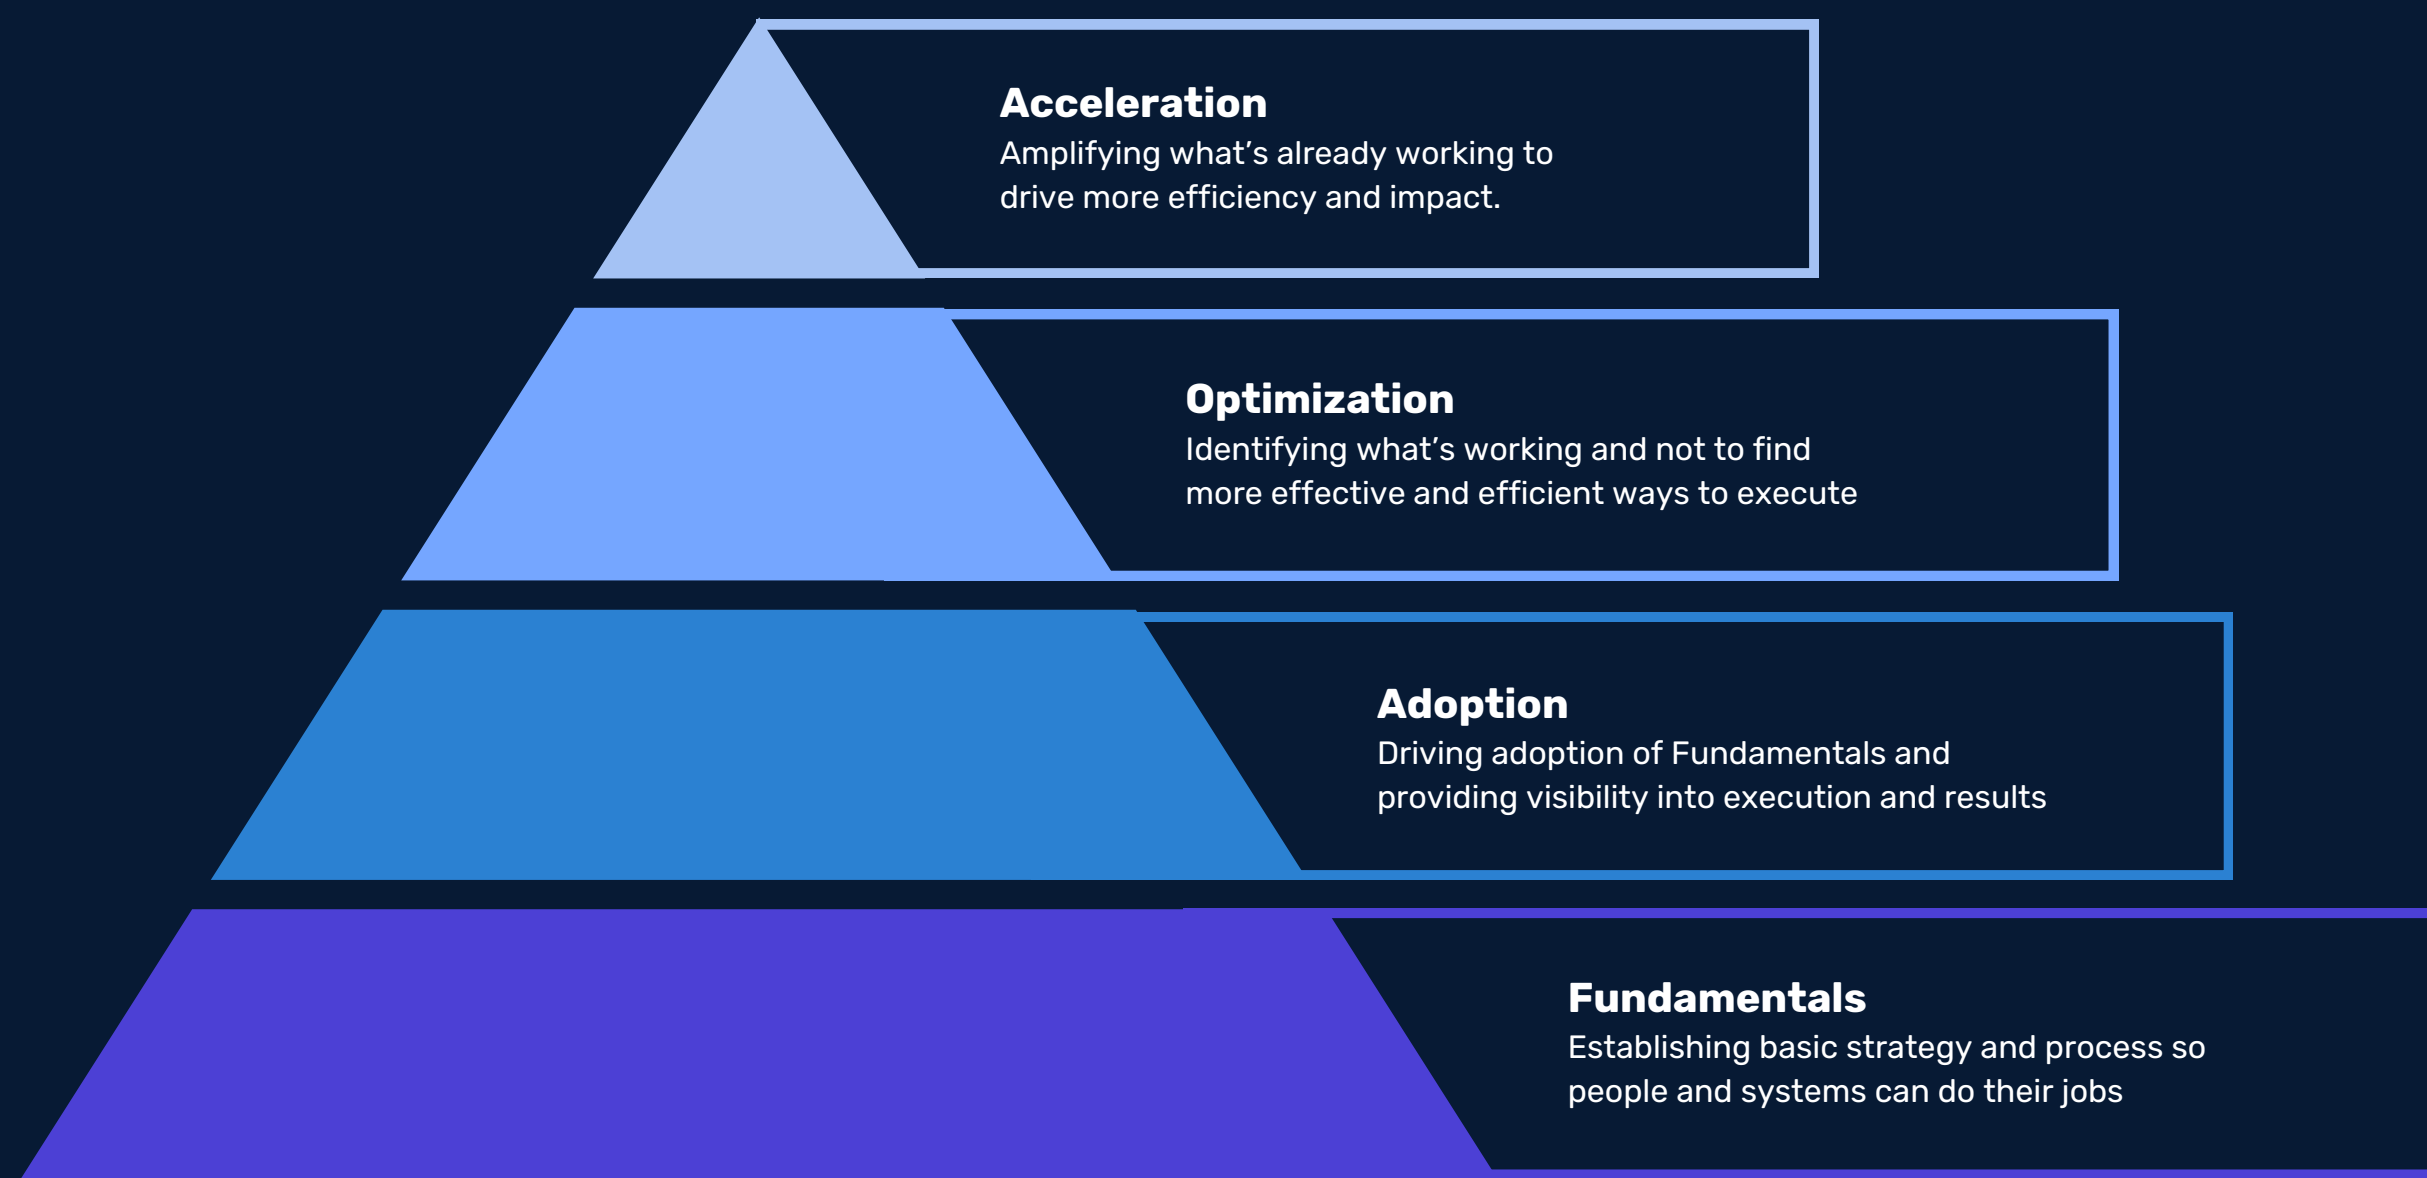 Acceleration
Amplifying what’s already working to
drive more efficiency and impact.
Optimization
Identifying what’s working and not to find
more effective and efficient ways to execute
Adoption
Driving adoption of Fundamentals and
providing visibility into execution and results
Fundamentals
Establishing basic strategy and process so
people and systems can do their jobs